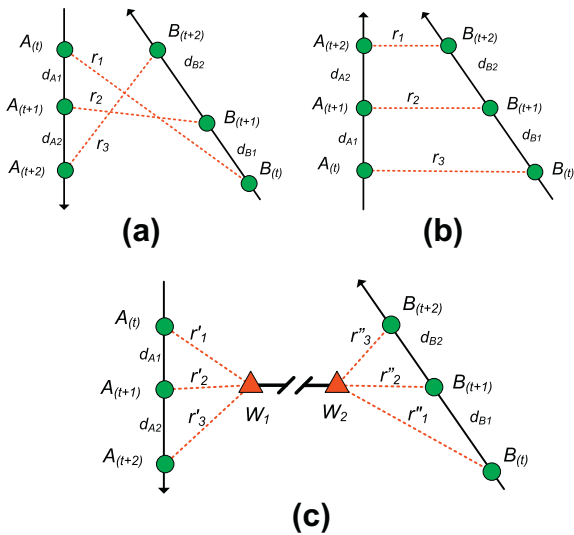 A(t)
r1
B(t+2)
dA1
dB2
A(t+1)
r2
B(t+1)
dA2
r3
dB1
A(t+2)
B(t)
(a)
A(t+2)
r1
B(t+2)
dA2
dB2
A(t+1)
r2
B(t+1)
dA1
dB1
A(t)
r3
B(t)
(b)
A(t)
r'1
B(t+2)
dA1
r"3
dB2
A(t+1)
r'2
W1
W2
r"2
B(t+1)
dA2
r'3
r"1
dB1
A(t+2)
B(t)
(c)